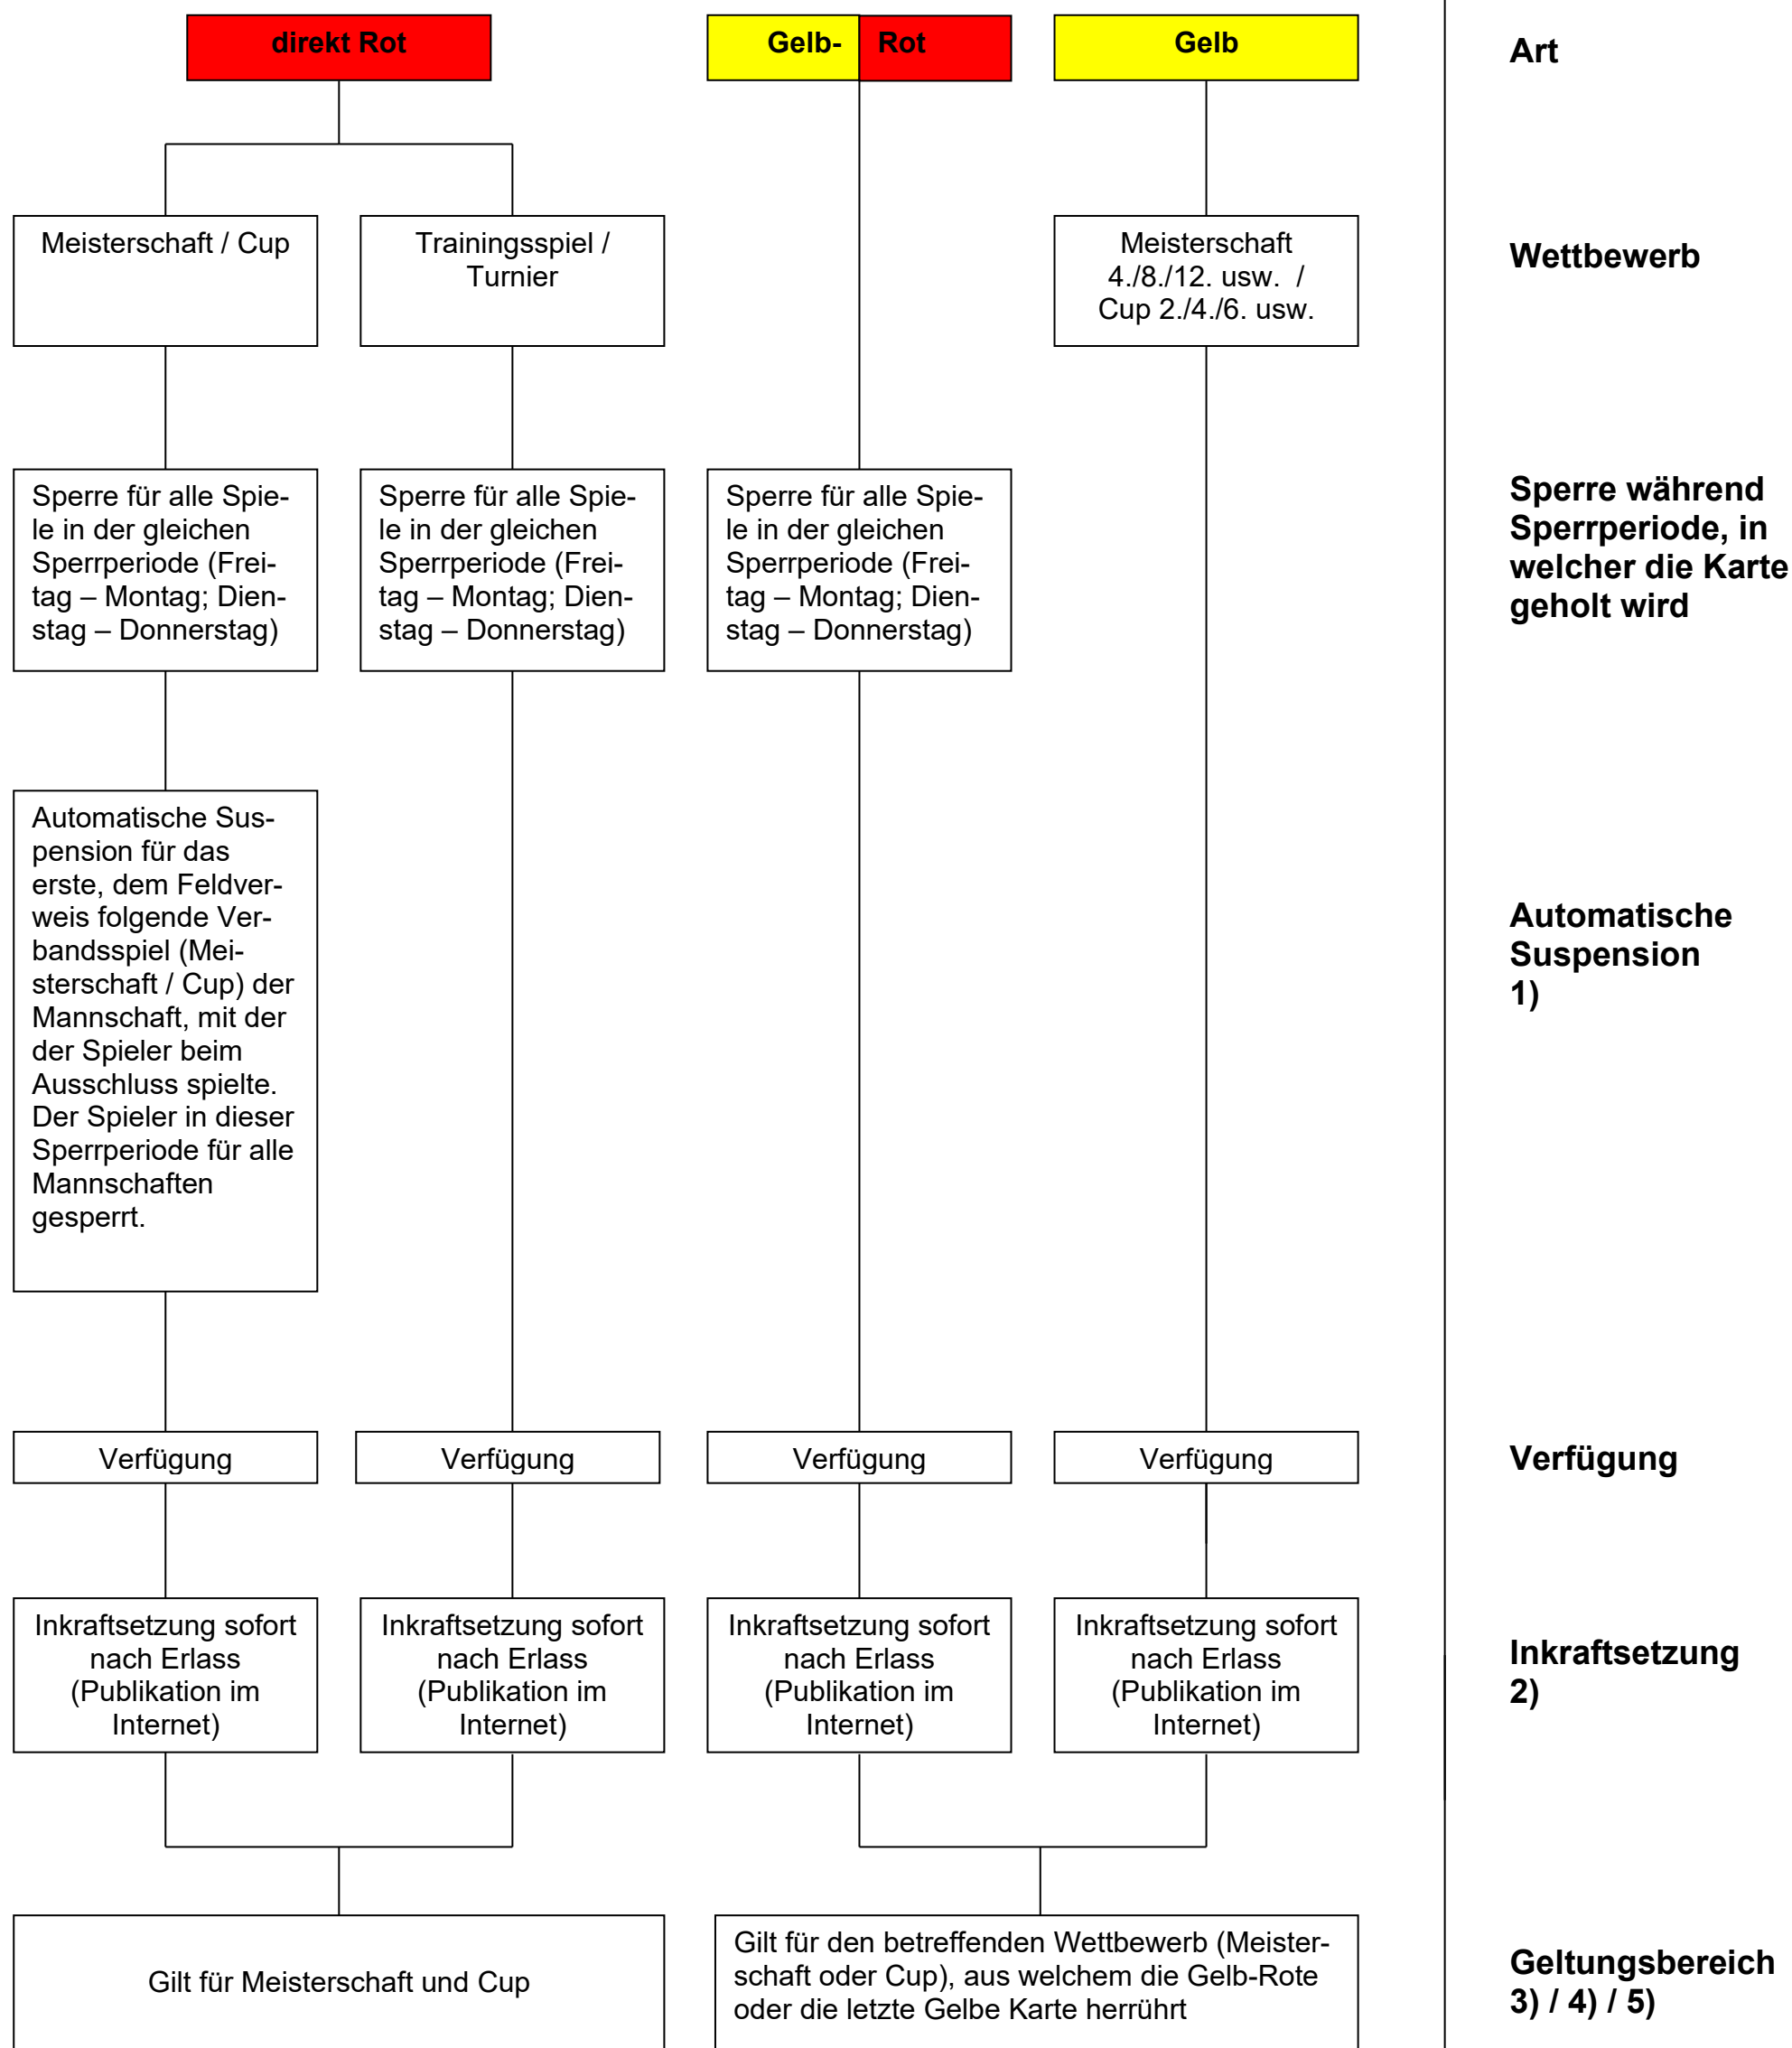 direkt Rot
Gelb- Rot
Gelb
Art
Meisterschaft / Cup
Trainingsspiel /
Turnier
Meisterschaft
4./8./12. usw. /
Cup 2./4./6. usw.
Wettbewerb
Sperre für alle Spie-
le in der gleichen
Sperrperiode (Frei-
tag – Montag; Dien-
stag – Donnerstag)
Sperre für alle Spie-
le in der gleichen
Sperrperiode (Frei-
tag – Montag; Dien-
stag – Donnerstag)
Sperre für alle Spie-
le in der gleichen
Sperrperiode (Frei-
tag – Montag; Dien-
stag – Donnerstag)
Sperre während
Sperrperiode, in
welcher die Karte
geholt wird
Automatische Sus-
pension für das
erste, dem Feldver-
weis folgende Ver-
bandsspiel (Mei-
sterschaft / Cup) der
Mannschaft, mit der
der Spieler beim
Ausschluss spielte.
Der Spieler in dieser
Sperrperiode für alle
Mannschaften
gesperrt.
Automatische
Suspension
1)
Verfügung
Verfügung
Verfügung
Verfügung
Verfügung
Inkraftsetzung sofort
nach Erlass
(Publikation im
Internet)
Inkraftsetzung sofort
nach Erlass
(Publikation im
Internet)
Inkraftsetzung sofort
nach Erlass
(Publikation im
Internet)
Inkraftsetzung sofort
nach Erlass
(Publikation im
Internet)
Inkraftsetzung
2)
Gilt für Meisterschaft und Cup
Gilt für den betreffenden Wettbewerb (Meister-
schaft oder Cup), aus welchem die Gelb-Rote
oder die letzte Gelbe Karte herrührt
Geltungsbereich
3) / 4) / 5)